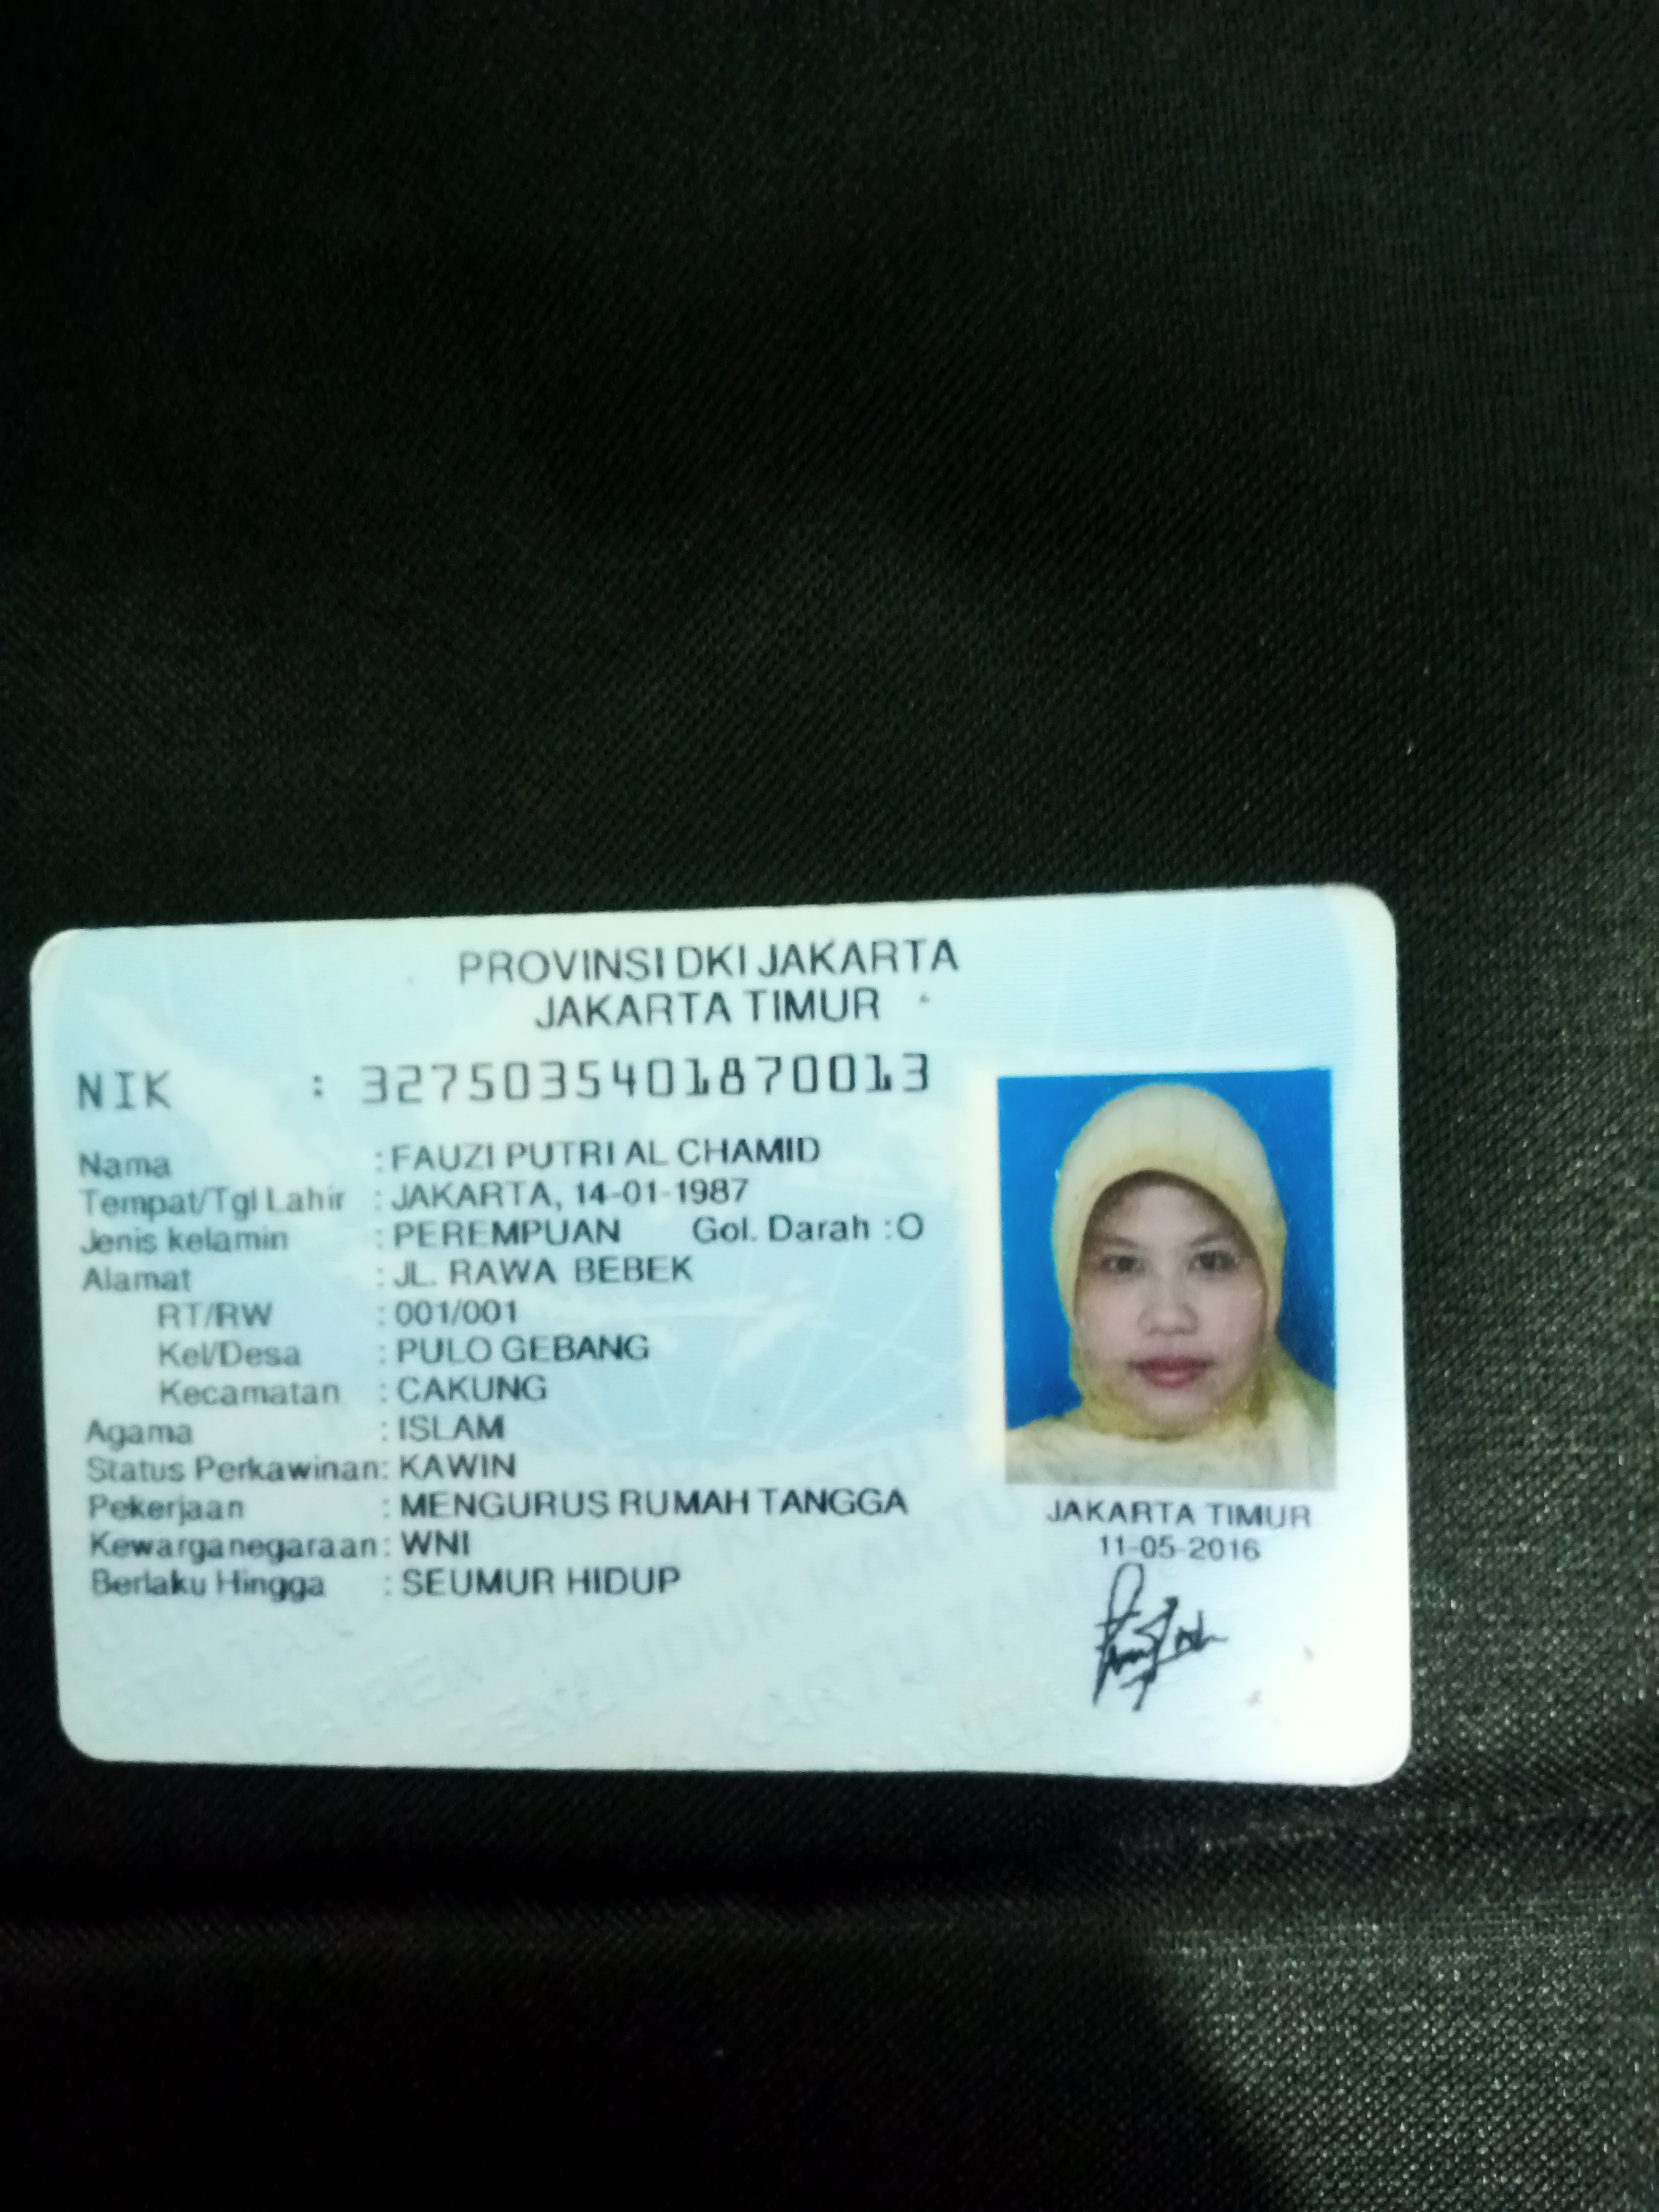 PROVINSI DKI JAKARTA
JAKARTA TIMUR
NIK : 3275035401870013
Nama : FAUZI PUTRI AL CHAMID
Tempat/Tgl Lahir : JAKARTA, 14-01-1987
Jenis kelamin : PEREMPUAN Gol. Darah : O
Alamat : JL. RAWA BEBEK
RT/RW : 001/001
Kel/Desa : PULO GEBANG
Kecamatan : CAKUNG
Agama : ISLAM
Status Perkawinan: KAWIN
Pekerjaan : MENGURUS RUMAH TANGGA
Kewarganegaraan: WNI
Berlaku Hingga : SEUMUR HIDUP
JAKARTA TIMUR
11-05-2016